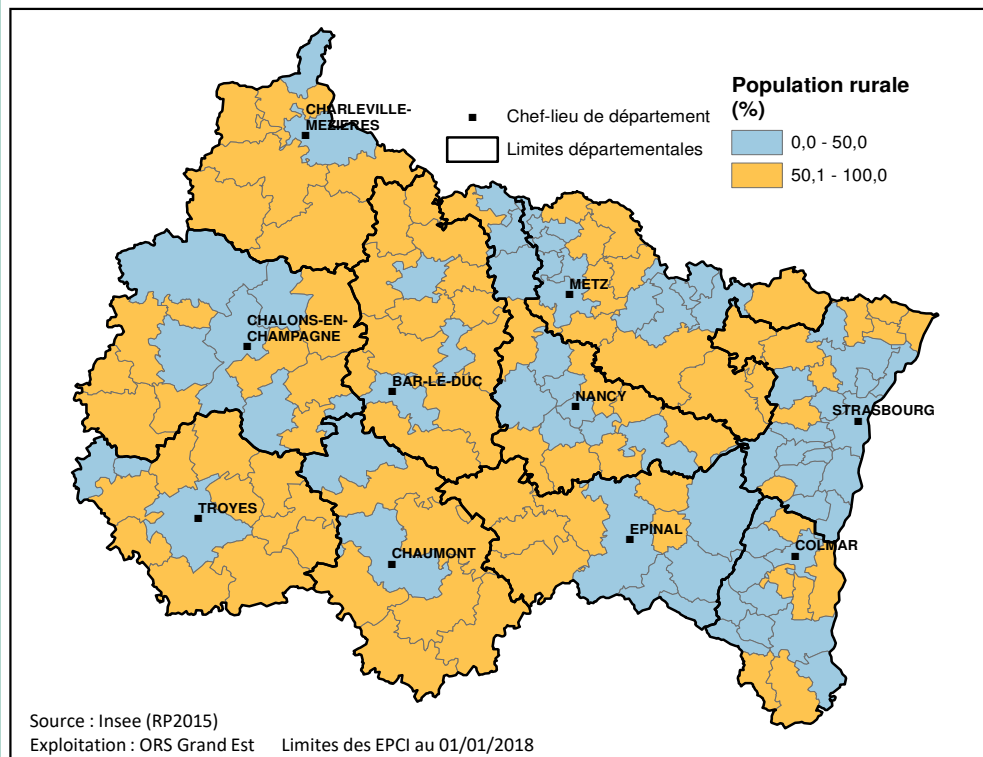 Population rurale
(%)
0,0 - 50,0
50,1 - 100,0
Chef-lieu de département
Limites départementales
CHARLEVILLE-
MEZIERES
METZ
CHALONS-EN-
CHAMPAGNE
BAR-LE-DUC
NANCY
STRASBOURG
TROYES
EPINAL
CHAUMONT
COLMAR
Source : Insee (RP2015)
Exploitation : ORS Grand Est Limites des EPCI au 01/01/2018